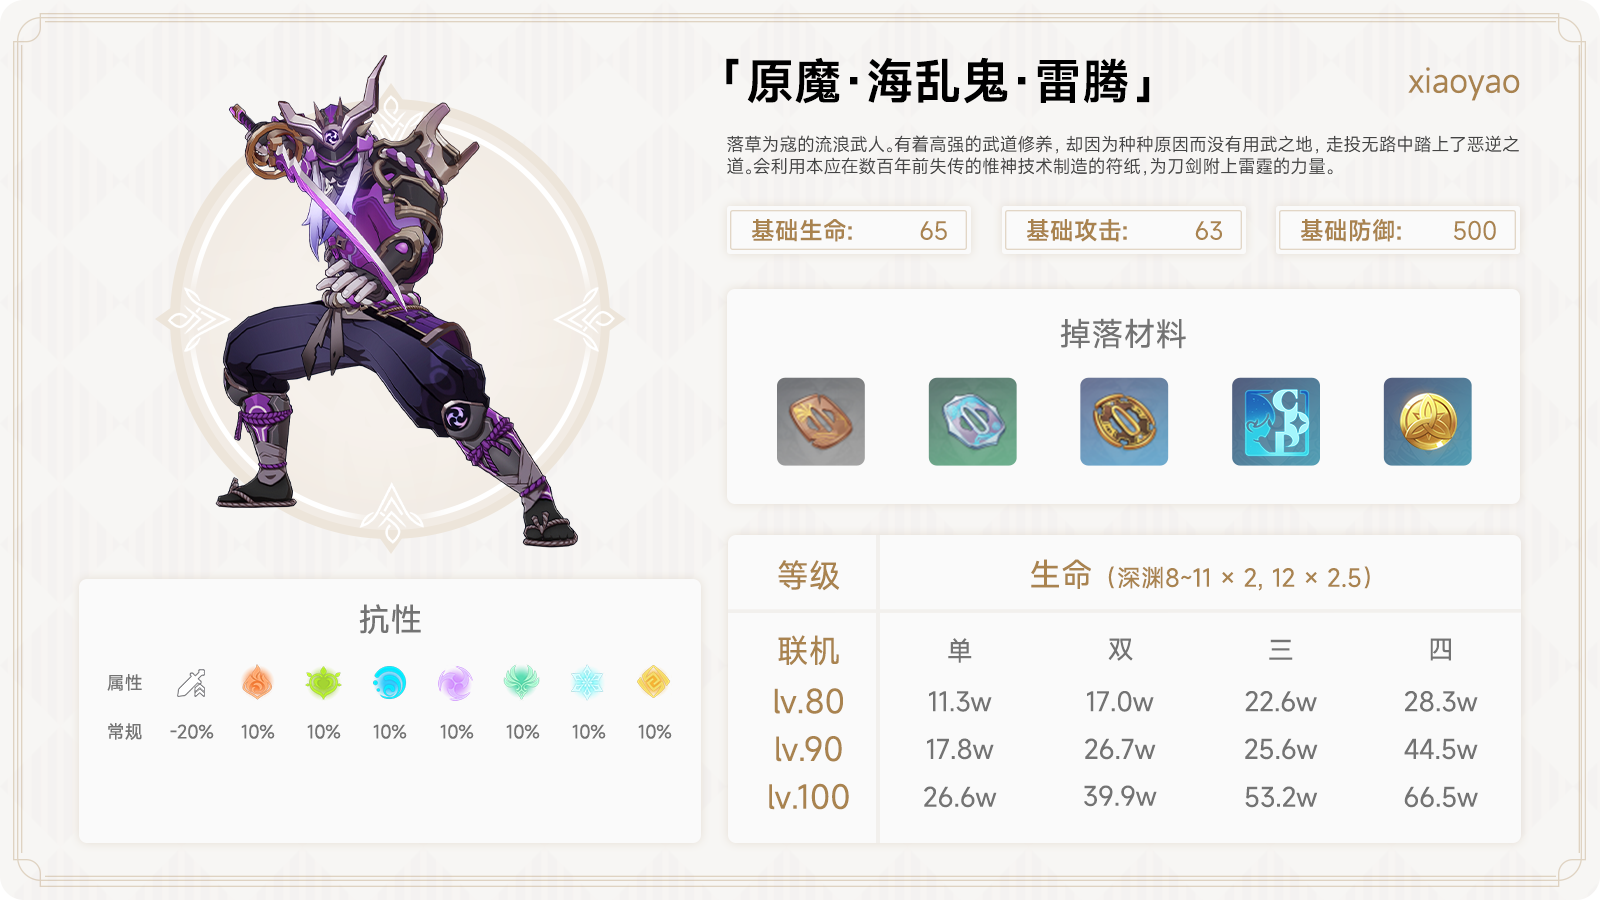 「原魔·海乱鬼·雷腾」
xiaoyao
落草为寇的流浪武人。有着高强的武道修养，却因为种种原因而没有用武之地，走投无路中踏上了恶逆之
道。会利用本应在数百年前失传的惟神技术制造的符纸，为刀剑附上雷霆的力量。
基础生命: 65
基础攻击: 63
基础防御: 500
掉落材料
COP
抗性
属性
常规 -20% 10% 10% 10% 10% 10% 10% 10%
等级 生命（深渊8~11 × 2, 12 × 2.5）
联机 单 双 三 四
lv.80 11.3w 17.0w 22.6w 28.3w
lv.90 17.8w 26.7w 25.6w 44.5w
lv.100 26.6w 39.9w 53.2w 66.5w